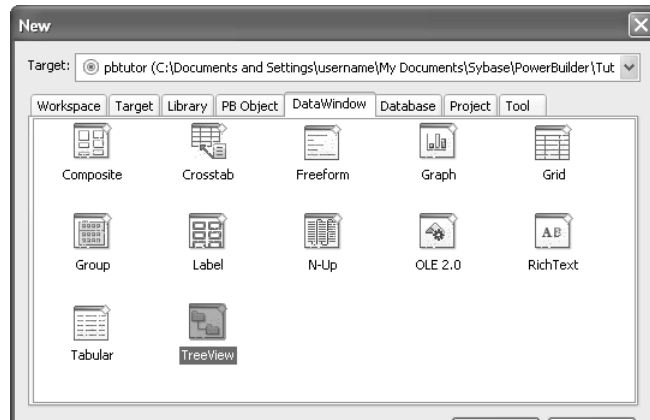 New
Target: pbtutor (C:\Documents and Settings\username\My Documents\Sybase\PowerBuilder\Tut
Workspace Target Library PB Object DataWindow Database Project Tool
Composite Crosstab Freeform Graph Grid
Group Label N-Up OLE 2.0 RichText
AB
Tabular TreeView